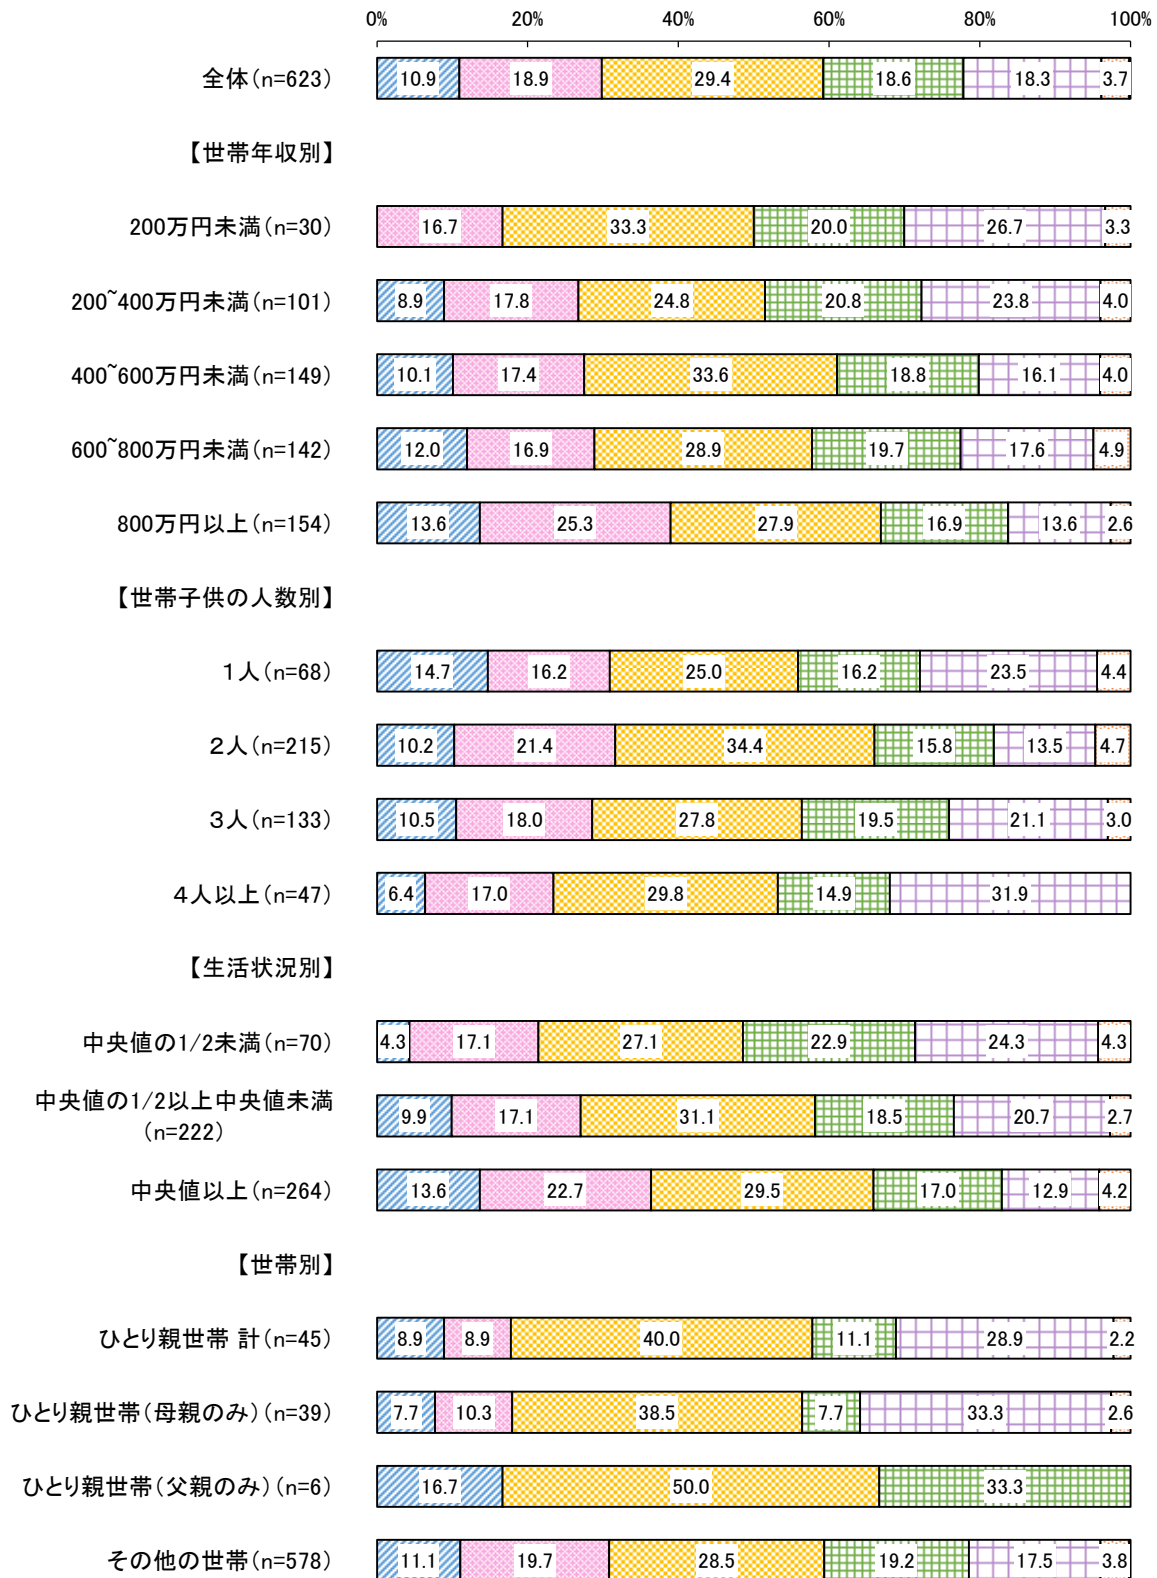 0% 20% 40% 60% 80% 100%
全体(n=623) 10.9 18.9 29.4 18.6 18.3 3.7
【世帯年収別】
200万円未満(n=30) 16.7 33.3 20.0 26.7 3.3
200~400万円未満(n=101) 8.9 17.8 24.8 20.8 23.8 4.0
400~600万円未満(n=149) 10.1 17.4 33.6 18.8 16.1 4.0
600~800万円未満(n=142) 12.0 16.9 28.9 19.7 17.6 4.9
800万円以上(n=154) 13.6 25.3 27.9 16.9 13.6 2.6
【世帯子供の人数別】
1人(n=68) 14.7 16.2 25.0 16.2 23.5 4.4
2人(n=215) 10.2 21.4 34.4 15.8 13.5 4.7
3人(n=133) 10.5 18.0 27.8 19.5 21.1 3.0
4人以上(n=47) 6.4 17.0 29.8 14.9 31.9
【生活状況別】
中央値の1/2未満(n=70) 4.3 17.1 27.1 22.9 24.3 4.3
中央値の1/2以上中央値未満
(n=222) 9.9 17.1 31.1 18.5 20.7 2.7
中央値以上(n=264) 13.6 22.7 29.5 17.0 12.9 4.2
【世帯別】
ひとり親世帯 計(n=45) 8.9 8.9 40.0 11.1 28.9 2.2
ひとり親世帯(母親のみ)(n=39) 7.7 10.3 38.5 7.7 33.3 2.6
ひとり親世帯(父親のみ)(n=6) 16.7 50.0 33.3
その他の世帯(n=578) 11.1 19.7 28.5 19.2 17.5 3.8